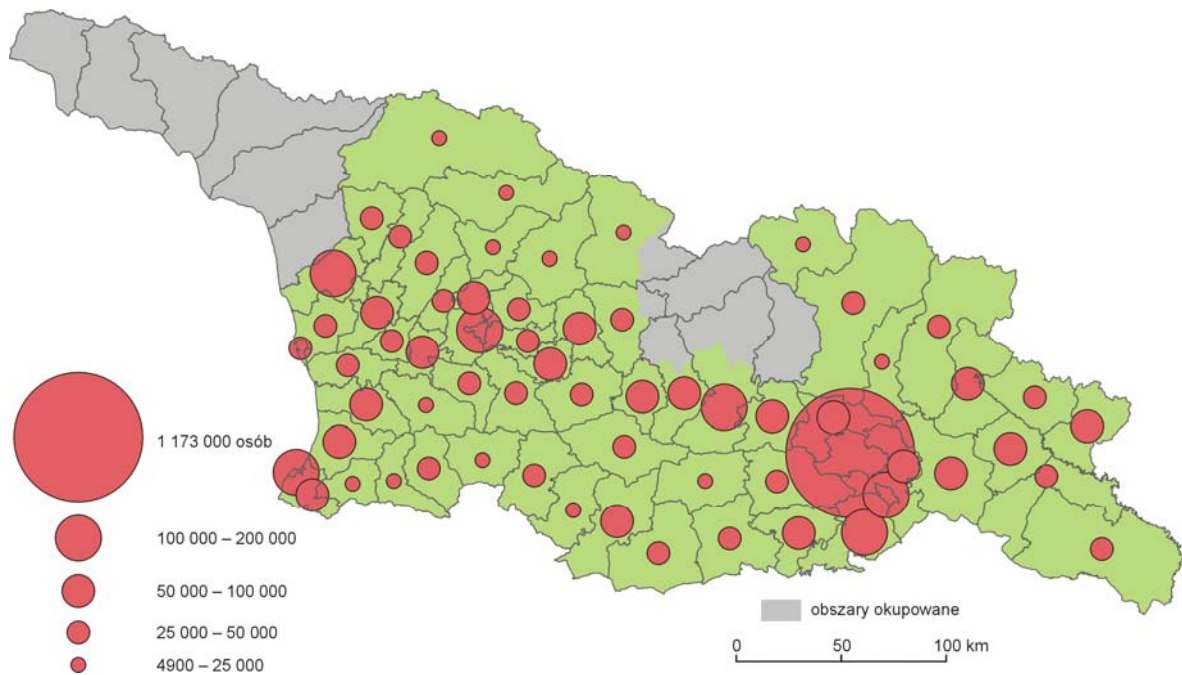 1 173 000 osób
100 000 – 200 000
50 000 – 100 000
25 000 – 50 000
4900 – 25 000
obszary okupowane
0 50 100 km